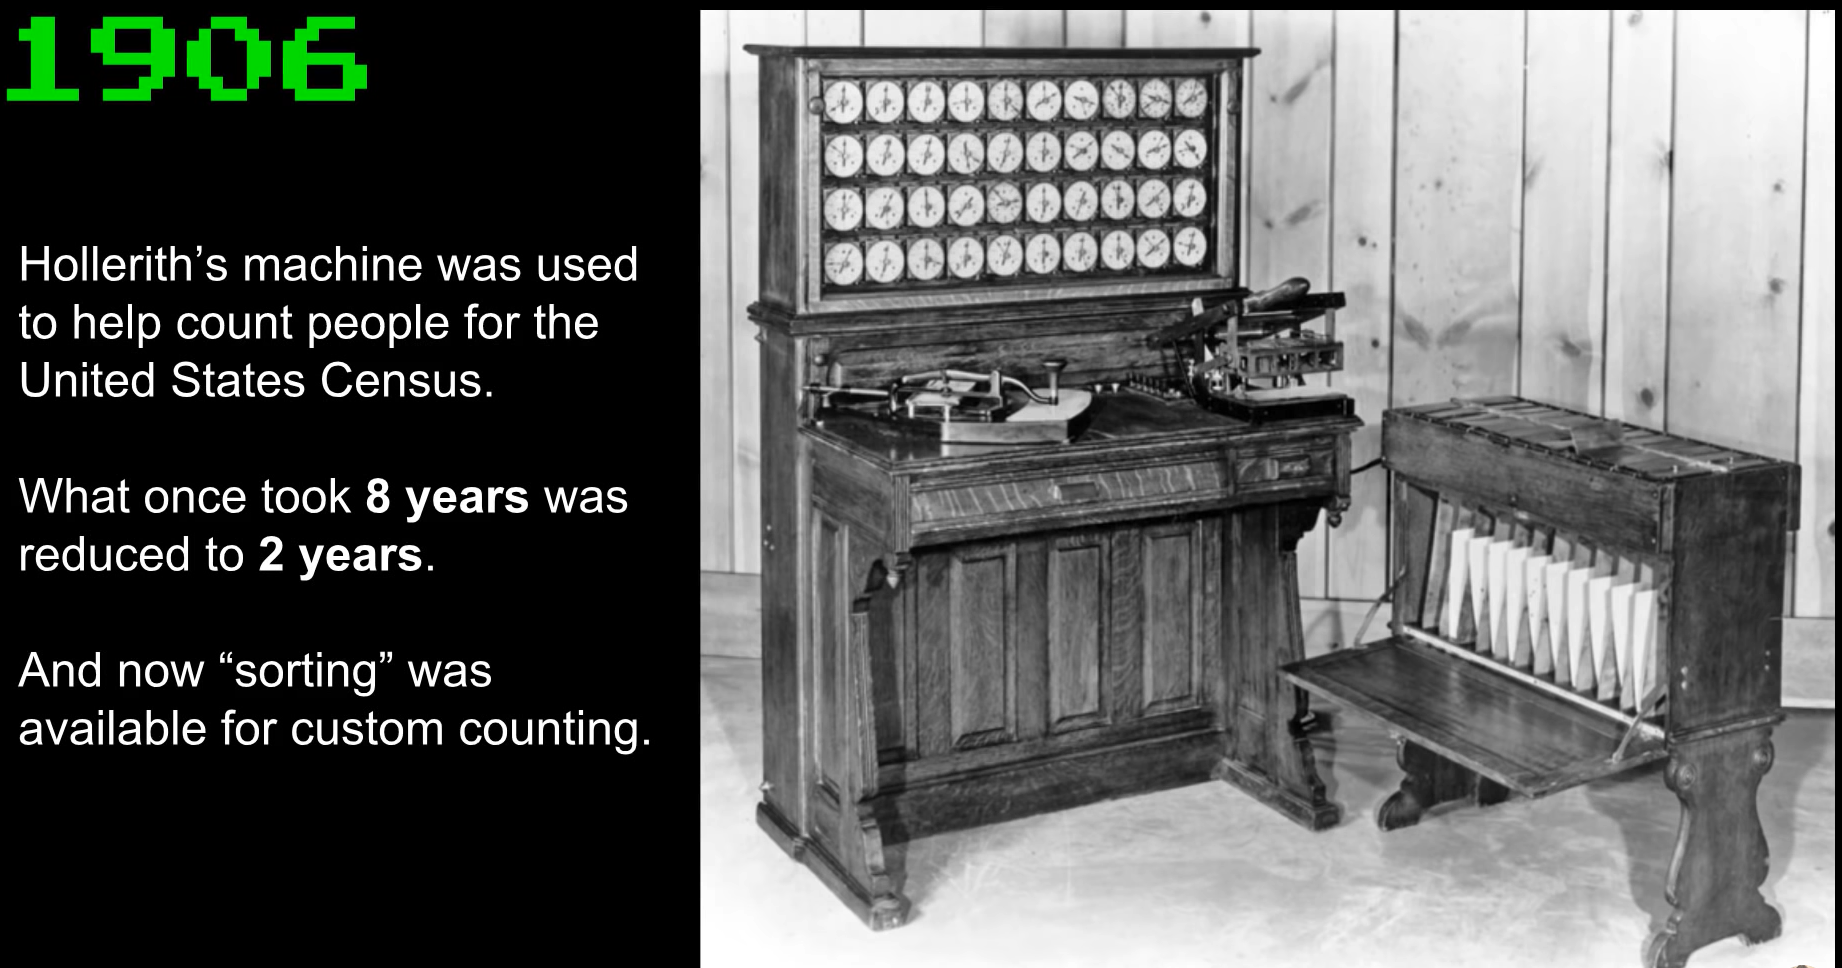 1906
Hollerith’s machine was used
to help count people for the
United States Census.
What once took 8 years was
reduced to 2 years.
And now “sorting” was
available for custom counting.